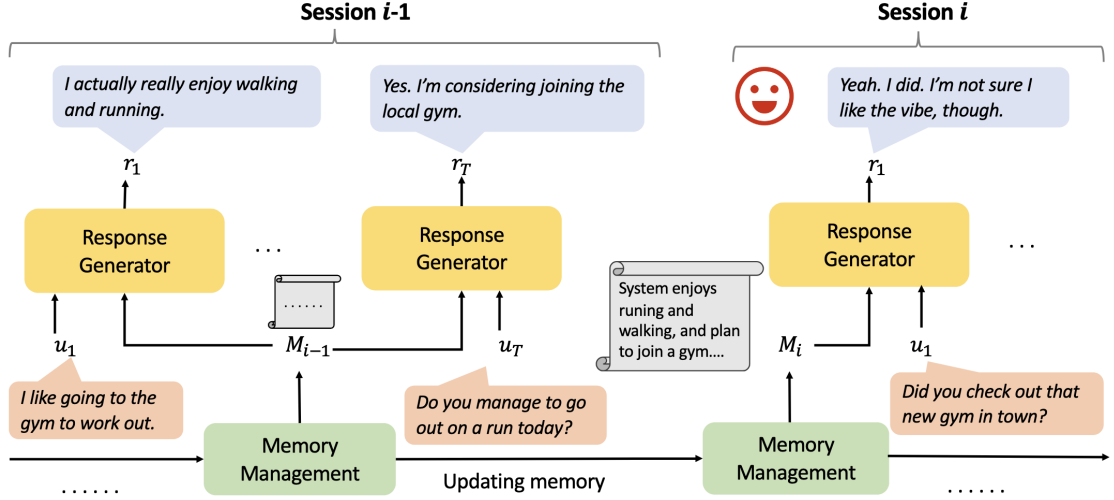 Session i-1
Session i
I actually really enjoy walking
and running.
Yes. I'm considering joining the
local gym.
Yeah. I did. I'm not sure I
like the vibe, though.
r₁
r_T
r₁
Response
Generator
. . .
Response
Generator
Response
Generator
. . .
. . . . . .
System enjoys
runing and
walking, and plan
to join a gym....
u₁
M_{i−1}
u_T
M_i
u₁
I like going to the
gym to work out.
Do you manage to go
out on a run today?
Did you check out that
new gym in town?
Memory
Management
Memory
Management
Updating memory
. . . . . .
. . . . . .